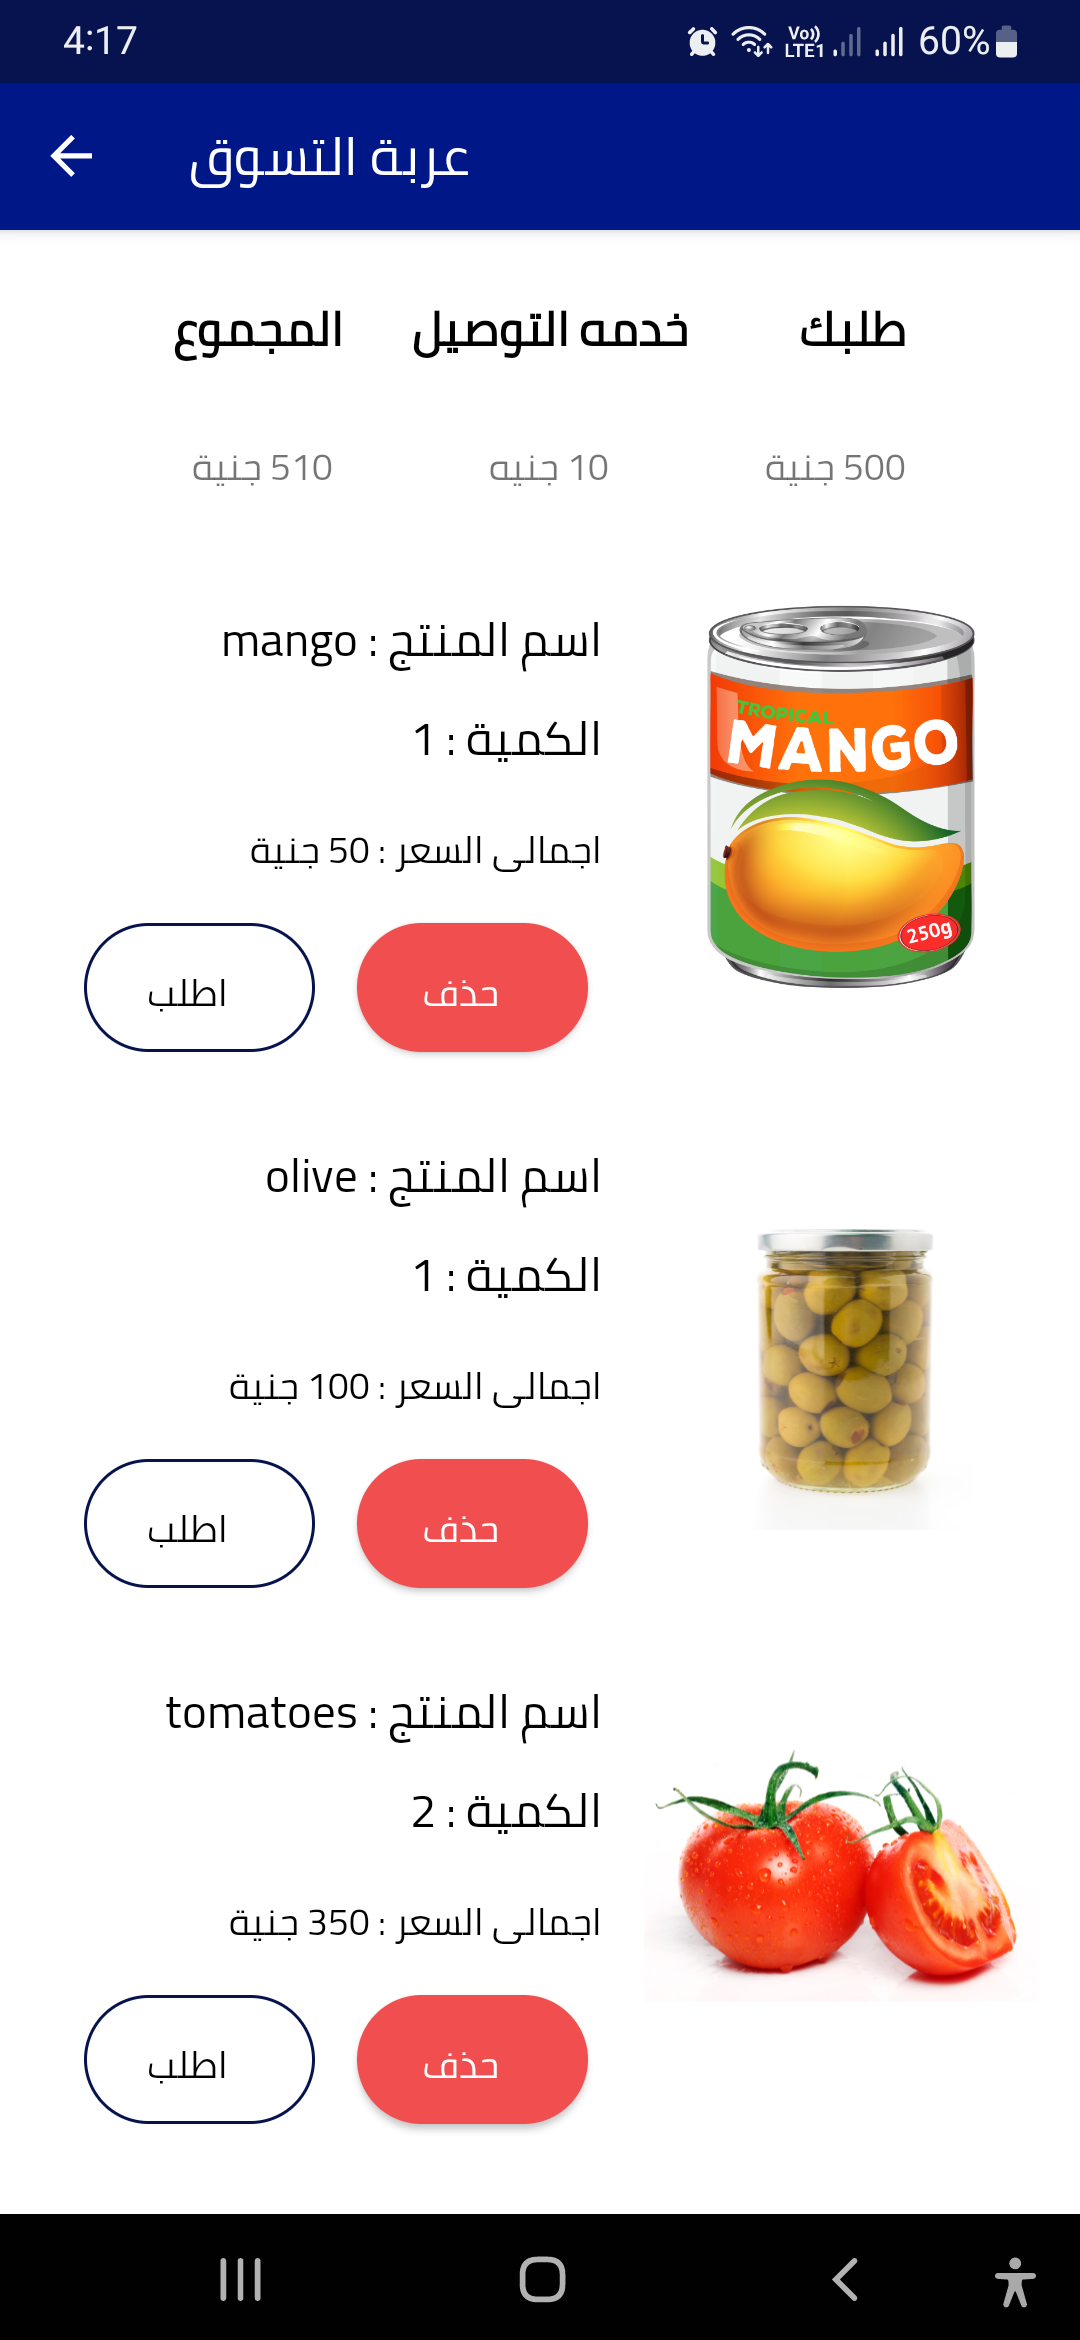 4:17
Vo))
LTE1
60%
عربة التسوق
طلبك
خدمه التوصيل
المجموع
500 جنية
10 جنيه
510 جنية
اسم المنتج : mango
الكمية : 1
اجمالى السعر : 50 جنية
حذف
اطلب
TROPICAL
MANGO
250g
اسم المنتج : olive
الكمية : 1
اجمالى السعر : 100 جنية
حذف
اطلب
اسم المنتج : tomatoes
الكمية : 2
اجمالى السعر : 350 جنية
حذف
اطلب